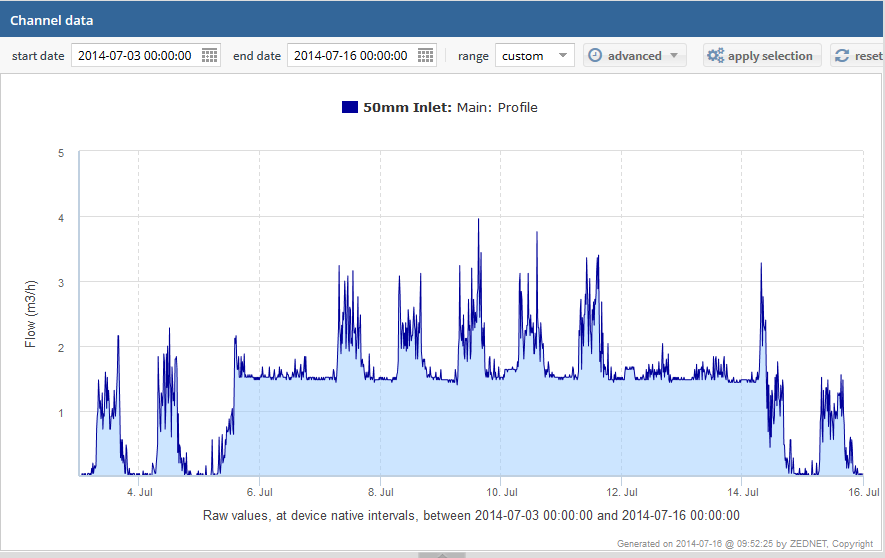 Channel data
start date 2014-07-03 00:00:00 end date 2014-07-16 00:00:00 range custom advanced apply selection reset
50mm Inlet: Main: Profile
5
4
3
2
1
Flow (m3/h)
4. Jul 6. Jul 8. Jul 10. Jul 12. Jul 14. Jul 16. Jul
Raw values, at device native intervals, between 2014-07-03 00:00:00 and 2014-07-16 00:00:00
Generated on 2014-07-16 @ 09:52:25 by ZEDNET, Copyright